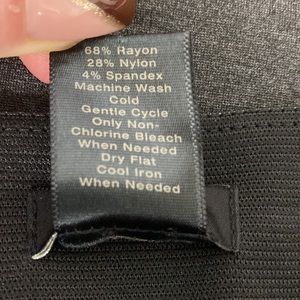 68% Rayon
28% Nylon
4% Spandex
Machine Wash
Cold
Gentle Cycle
Only Non-
Chlorine Bleach
When Needed
Dry Flat
Cool Iron
When Needed